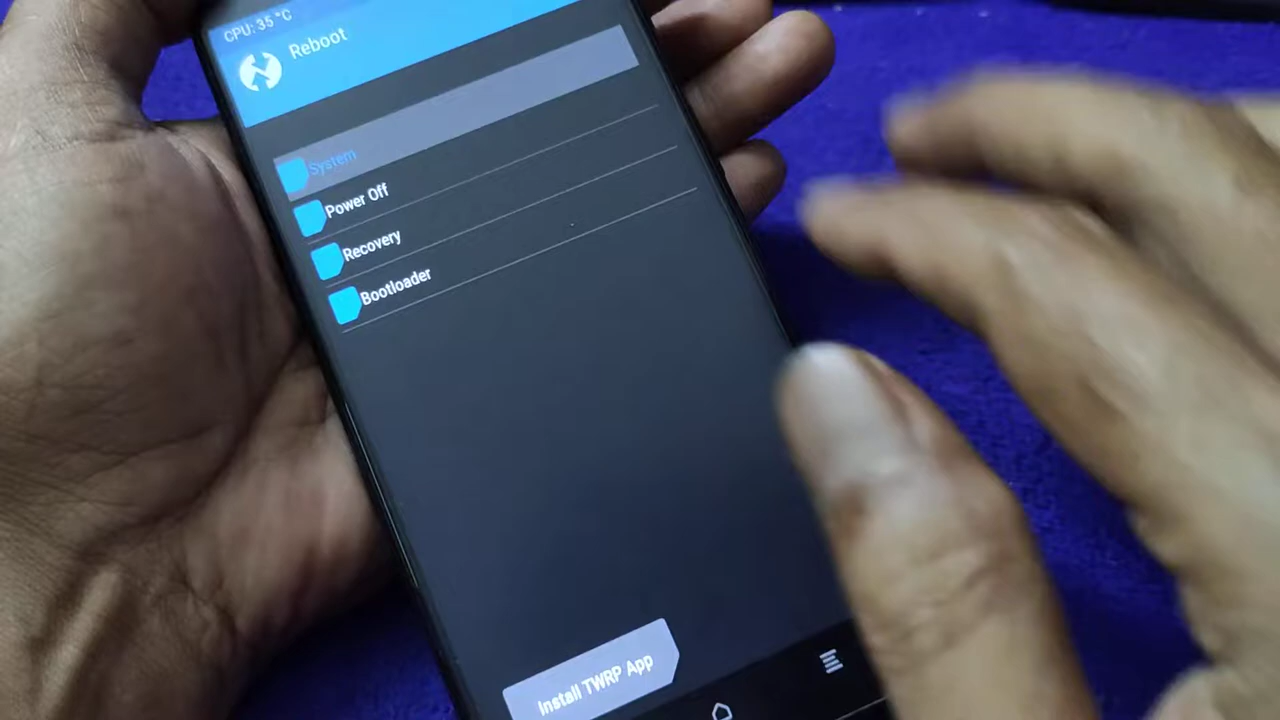 CPU: 35 °C
Reboot
System
Power Off
Recovery
Bootloader
Install TWRP App